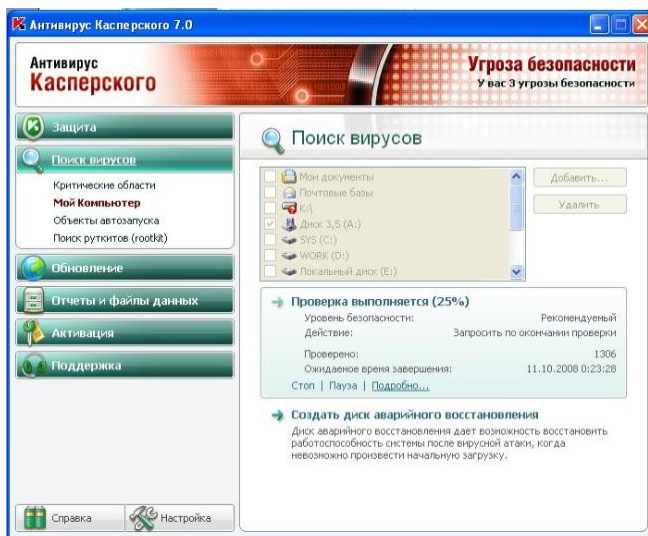 Антивирус Касперского 7.0
Антивирус
Касперского
Угроза безопасности
У вас 3 угрозы безопасности
Защита
Поиск вирусов
Критические области
Мой Компьютер
Объекты автозапуска
Поиск руткитов (rootkit)
Обновление
Отчеты и файлы данных
Активация
Поддержка
Справка
Настройка
Поиск вирусов
Мои документы
Почтовые базы
K:\
Диск 3,5 (A:)
SYS (C:)
WORK (D:)
Локальный диск (E:)
Добавить...
Удалить
Проверка выполняется (25%)
Уровень безопасности: Рекомендуемый
Действие: Запросить по окончании проверки
Проверено: 1306
Ожидаемое время завершения: 11.10.2008 0:23:28
Стоп | Пауза | Подробно...
Создать диск аварийного восстановления
Диск аварийного восстановления дает возможность восстановить
работоспособность системы после вирусной атаки, когда
невозможно произвести начальную загрузку.